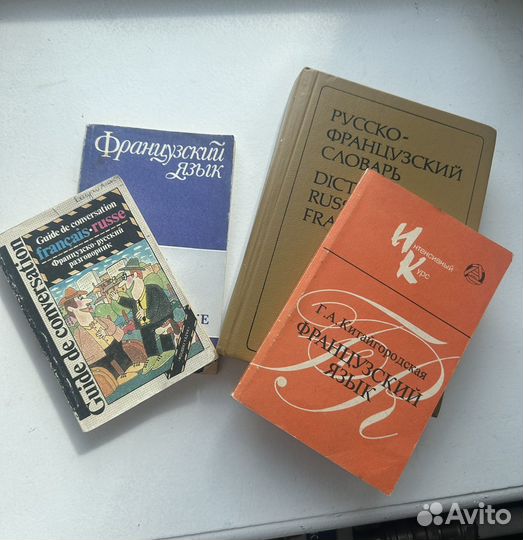 Французский
язык
РУССКО-
ФРАНЦУЗСКИЙ
СЛОВАРЬ
DICT
RUSS
FRA
Guide de conversation
Guide de conversation
français-russe
Французско-русский
разговорник
Интенсивный
Курс
Г. А. Китайгородская
ФРАНЦУЗСКИЙ
ЯЗЫК
Avito